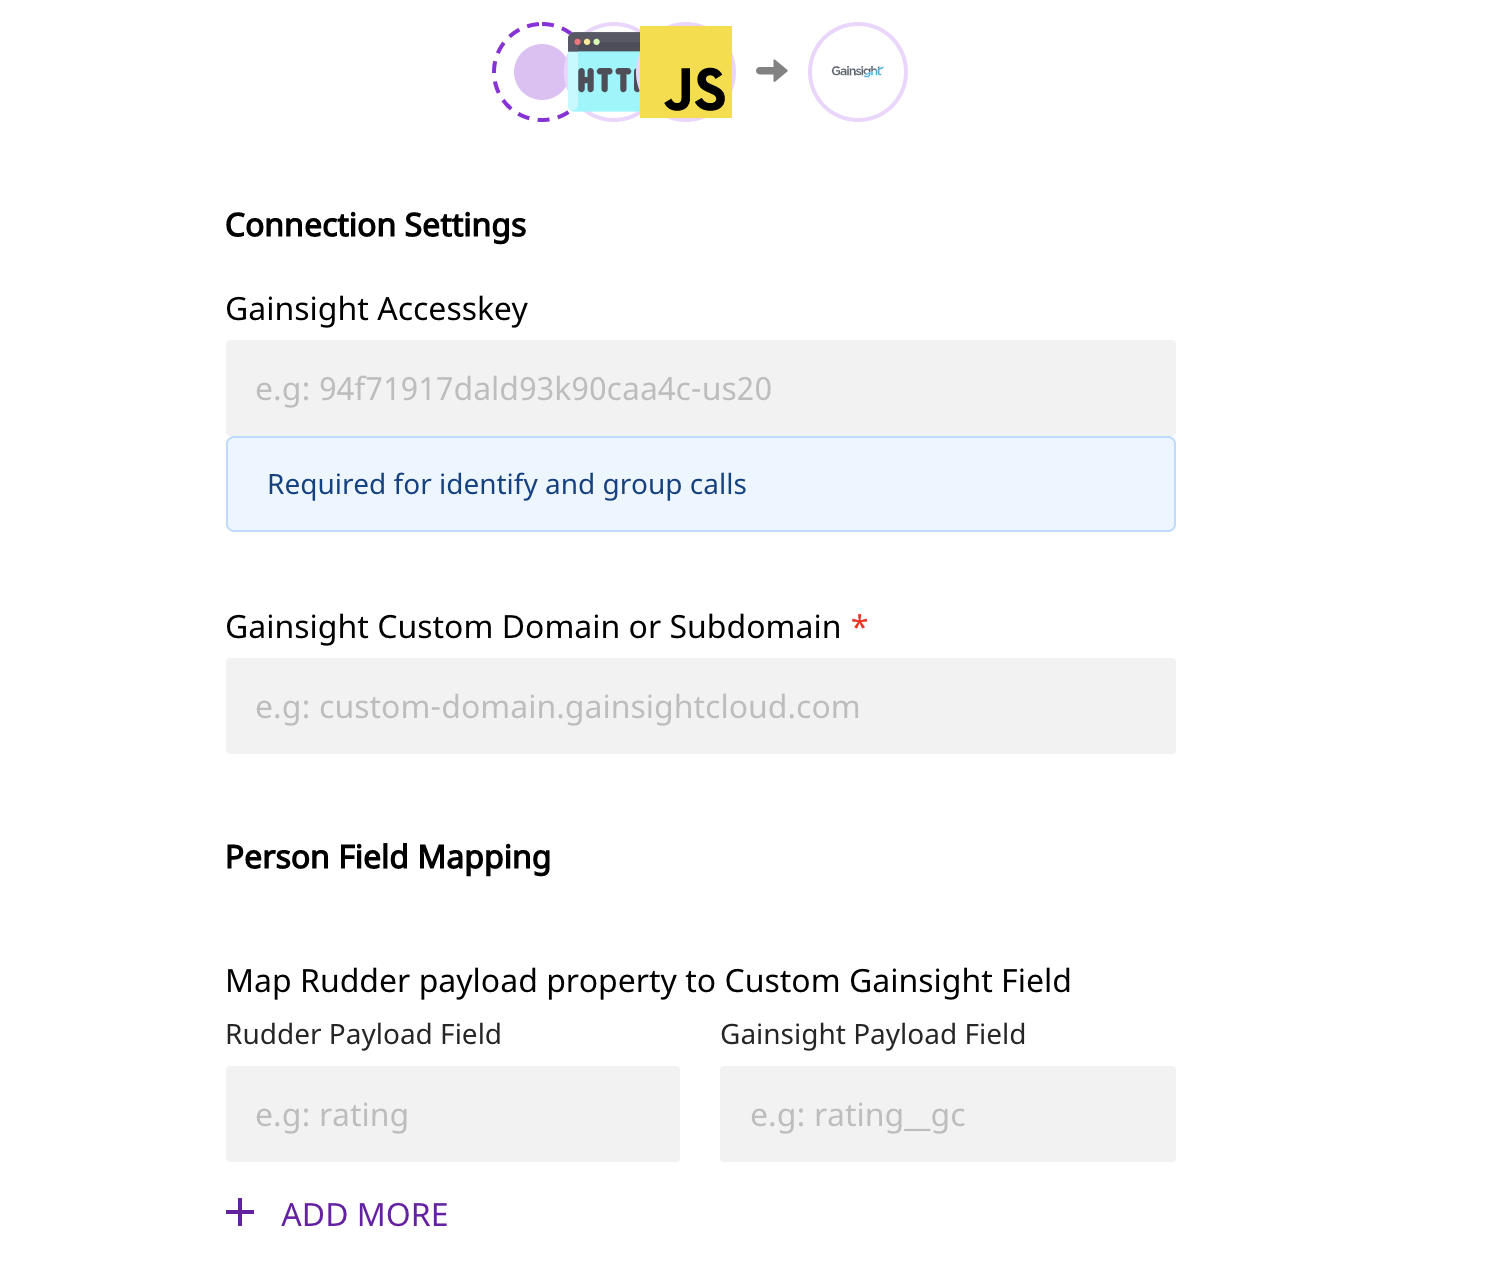 HTT
JS
Gainsight
Connection Settings
Gainsight Accesskey
e.g: 94f71917dald93k90caa4c-us20
Required for identify and group calls
Gainsight Custom Domain or Subdomain *
e.g: custom-domain.gainsightcloud.com
Person Field Mapping
Map Rudder payload property to Custom Gainsight Field
Rudder Payload Field Gainsight Payload Field
e.g: rating e.g: rating__gc
+ ADD MORE